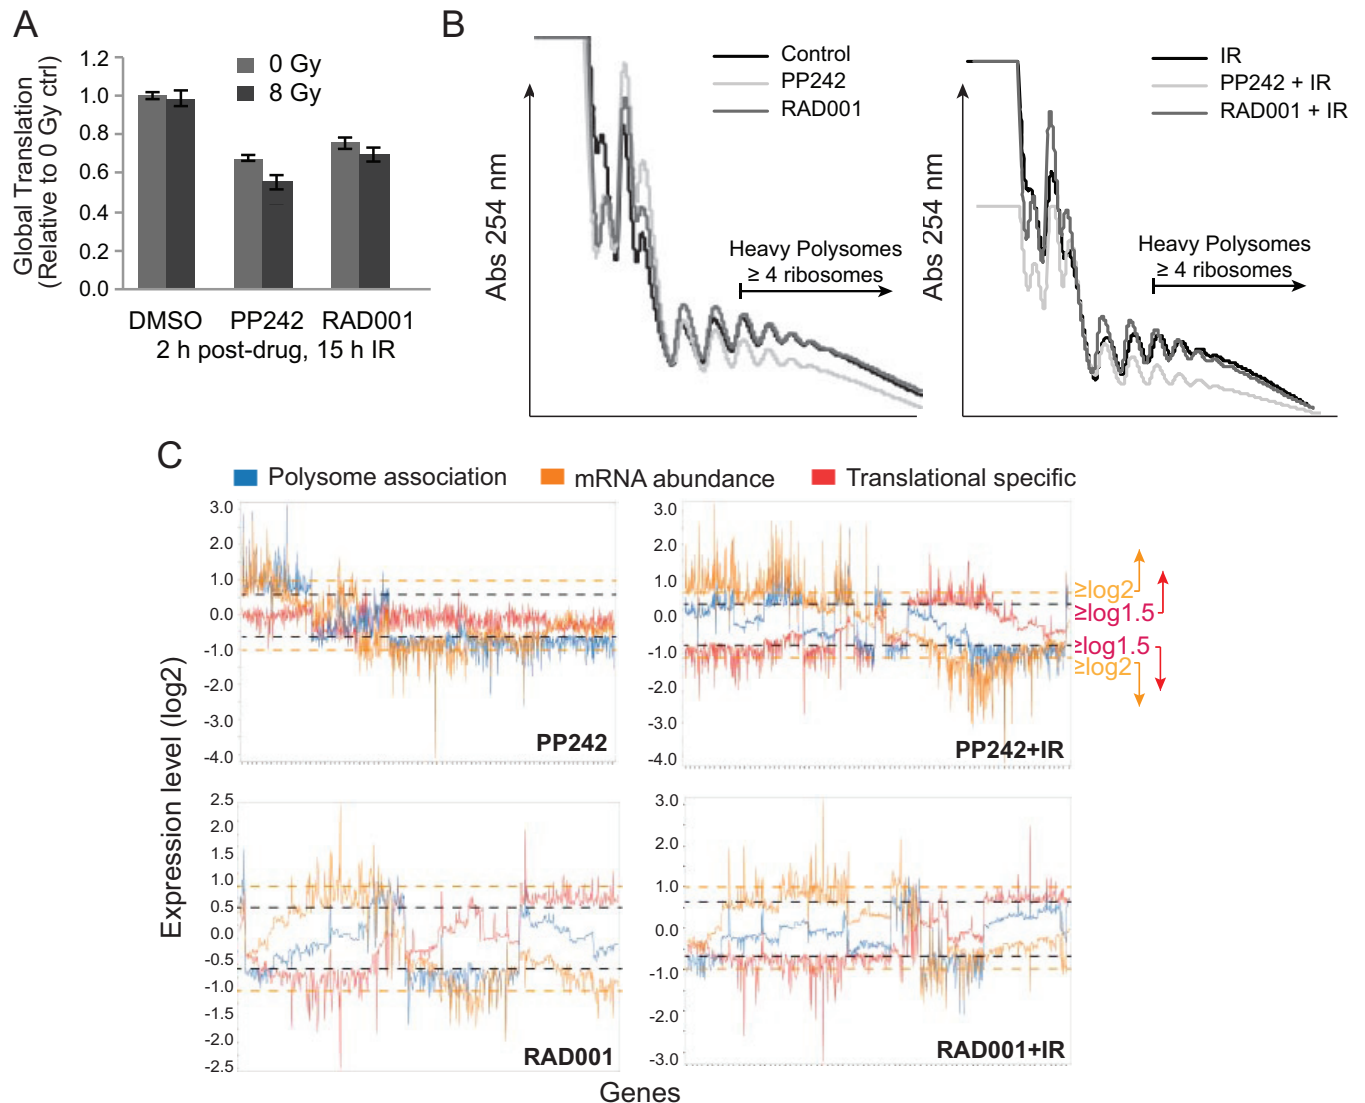 A
Global Translation
(Relative to 0 Gy ctrl)
1.2
1.0
0.8
0.6
0.4
0.2
0.0
0 Gy
8 Gy
DMSO PP242 RAD001
2 h post-drug, 15 h IR
B
Abs 254 nm
Control
PP242
RAD001
Heavy Polysomes
≥ 4 ribosomes
Abs 254 nm
IR
PP242 + IR
RAD001 + IR
Heavy Polysomes
≥ 4 ribosomes
C
Polysome association mRNA abundance Translational specific
Expression level (log2)
3.0
2.0
1.0
0.0
-1.0
-2.0
-3.0
-4.0
PP242
3.0
2.0
1.0
0.0
-1.0
-2.0
-3.0
-4.0
PP242+IR
≥log2
≥log1.5
≥log1.5
≥log2
2.5
2.0
1.5
1.0
0.5
0.0
-0.5
-1.0
-1.5
-2.0
-2.5
RAD001
3.0
2.0
1.0
0.0
-1.0
-2.0
-3.0
RAD001+IR
Genes